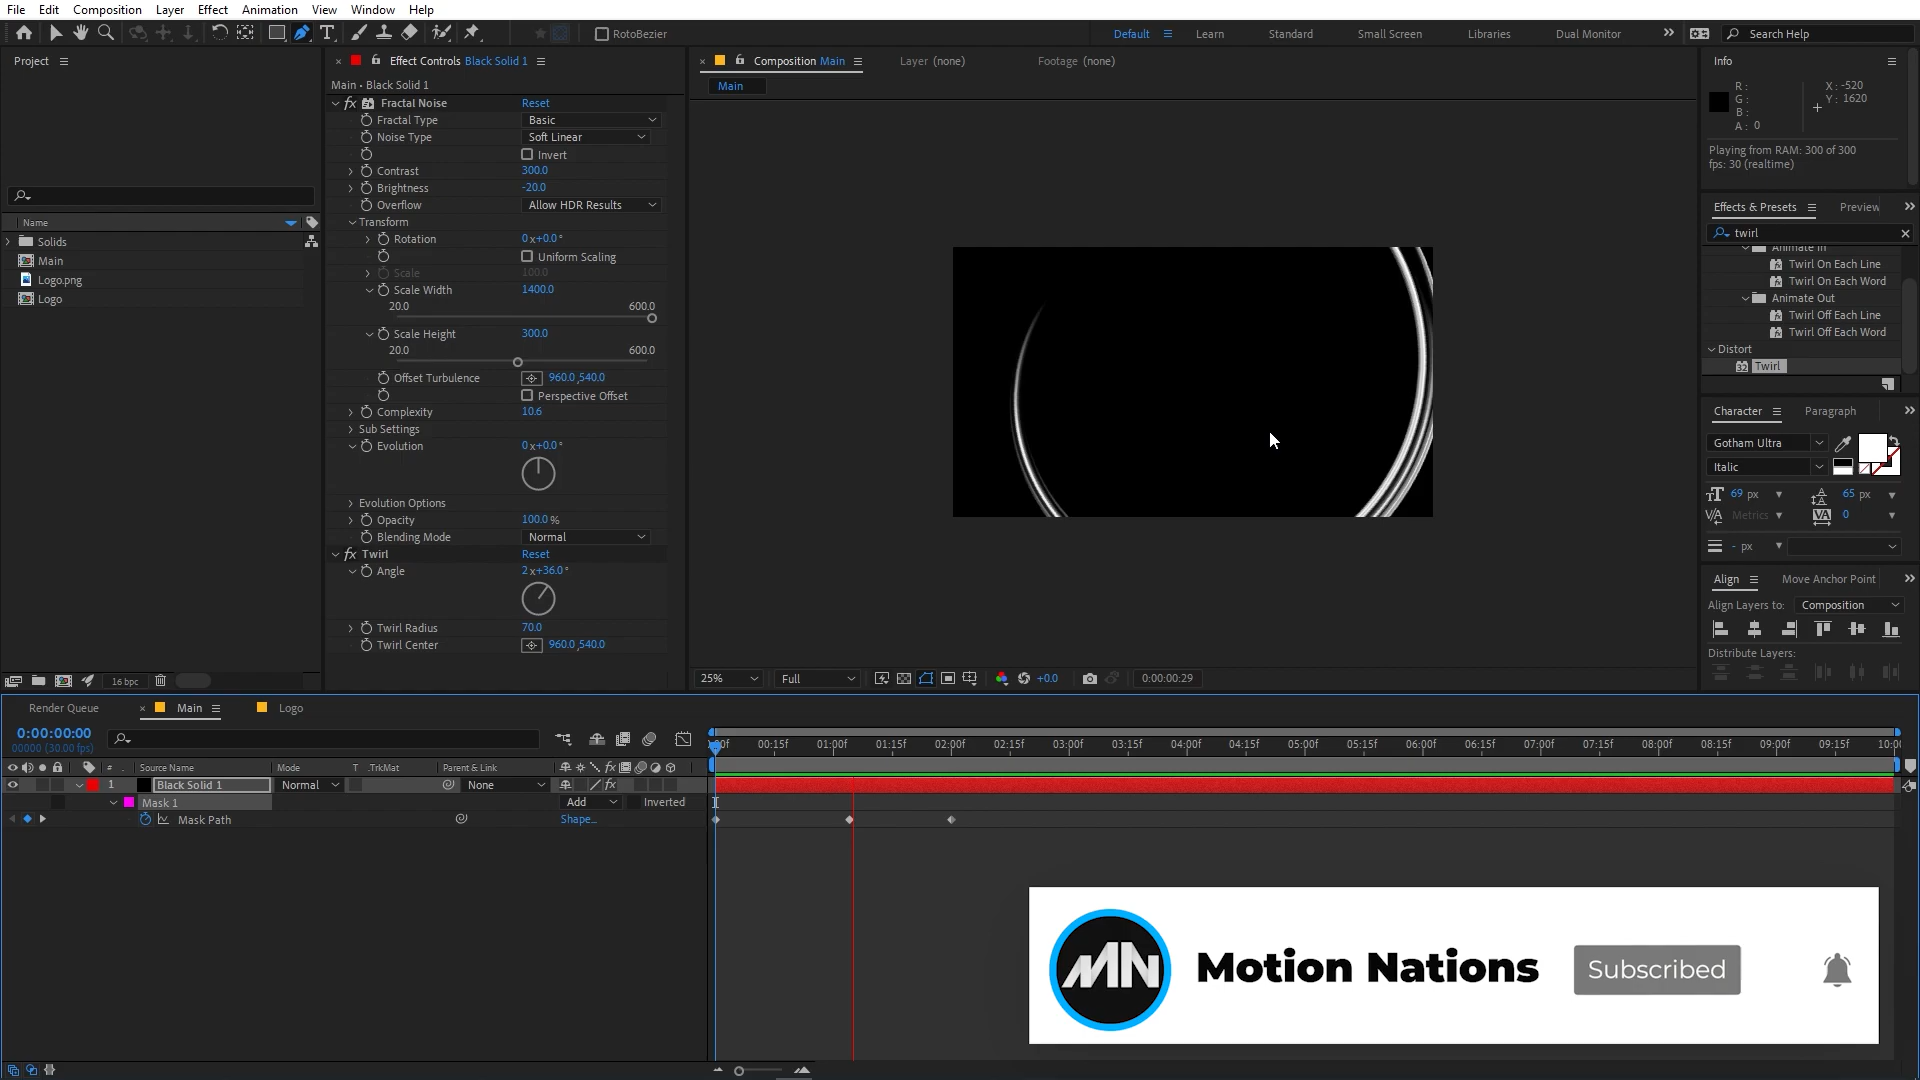 File Edit Composition Layer Effect Animation View Window Help
RotoBezier
Default Learn Standard Small Screen Libraries Dual Monitor Search Help
Project
Name
Solids
Main
Logo.png
Logo
16 bpc
Effect Controls Black Solid 1
Main • Black Solid 1
fx Fractal Noise Reset
Fractal Type Basic
Noise Type Soft Linear
Invert
Contrast 300.0
Brightness -20.0
Overflow Allow HDR Results
Transform
Rotation 0x+0.0°
Uniform Scaling
Scale 100.0
Scale Width 1400.0
20.0 600.0
Scale Height 300.0
20.0 600.0
Offset Turbulence 960.0,540.0
Perspective Offset
Complexity 10.6
Sub Settings
Evolution 0x+0.0°
Evolution Options
Opacity 100.0 %
Blending Mode Normal
fx Twirl Reset
Angle 2x+36.0°
Twirl Radius 70.0
Twirl Center 960.0,540.0
Composition Main Layer (none) Footage (none)
Main
25% Full +0.0 0:00:00:29
Info
R : X : -520
G : Y : 1620
B :
A : 0
Playing from RAM: 300 of 300
fps: 30 (realtime)
Effects & Presets Preview
twirl
Animate In
Twirl On Each Line
Twirl On Each Word
Animate Out
Twirl Off Each Line
Twirl Off Each Word
Distort
32 Twirl
Character Paragraph
Gotham Ultra
Italic
69 px 65 px
Metrics 0
- px
Align Move Anchor Point
Align Layers to: Composition
Distribute Layers:
Render Queue Main Logo
0:00:00:00
00000 (30.00 fps)
00:15f 01:00f 01:15f 02:00f 02:15f 03:00f 03:15f 04:00f 04:15f 05:00f 05:15f 06:00f 06:15f 07:00f 07:15f 08:00f 08:15f 09:00f 09:15f
# Source Name Mode T .TrkMat Parent & Link
1 Black Solid 1 Normal None
Mask 1 Add Inverted
Mask Path Shape...
MN Motion Nations Subscribed